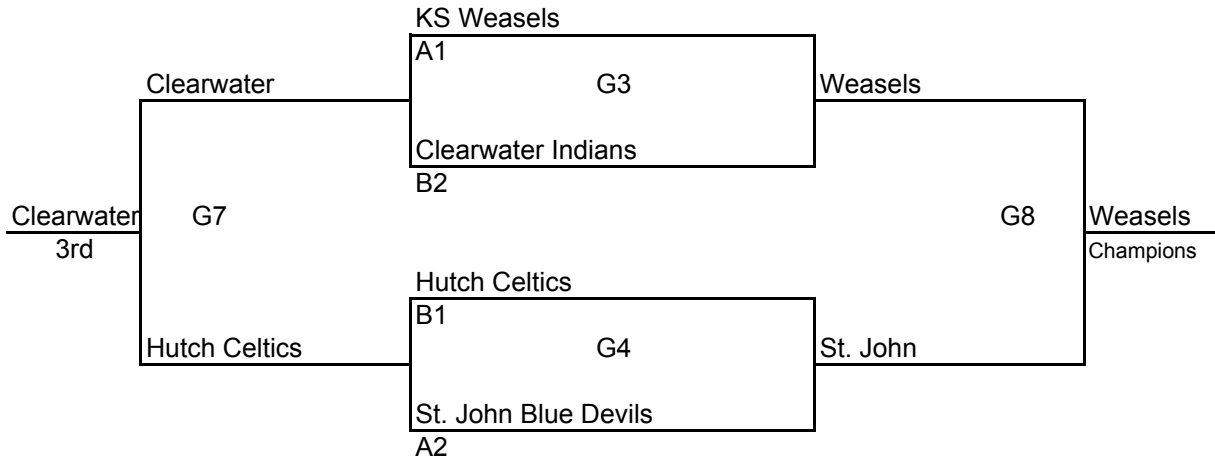 KS Weasels
A1
Clearwater
G3
Weasels
Clearwater Indians
B2
Clearwater
G7
G8
Weasels
3rd
Champions
Hutch Celtics
B1
Hutch Celtics
G4
St. John
St. John Blue Devils
A2